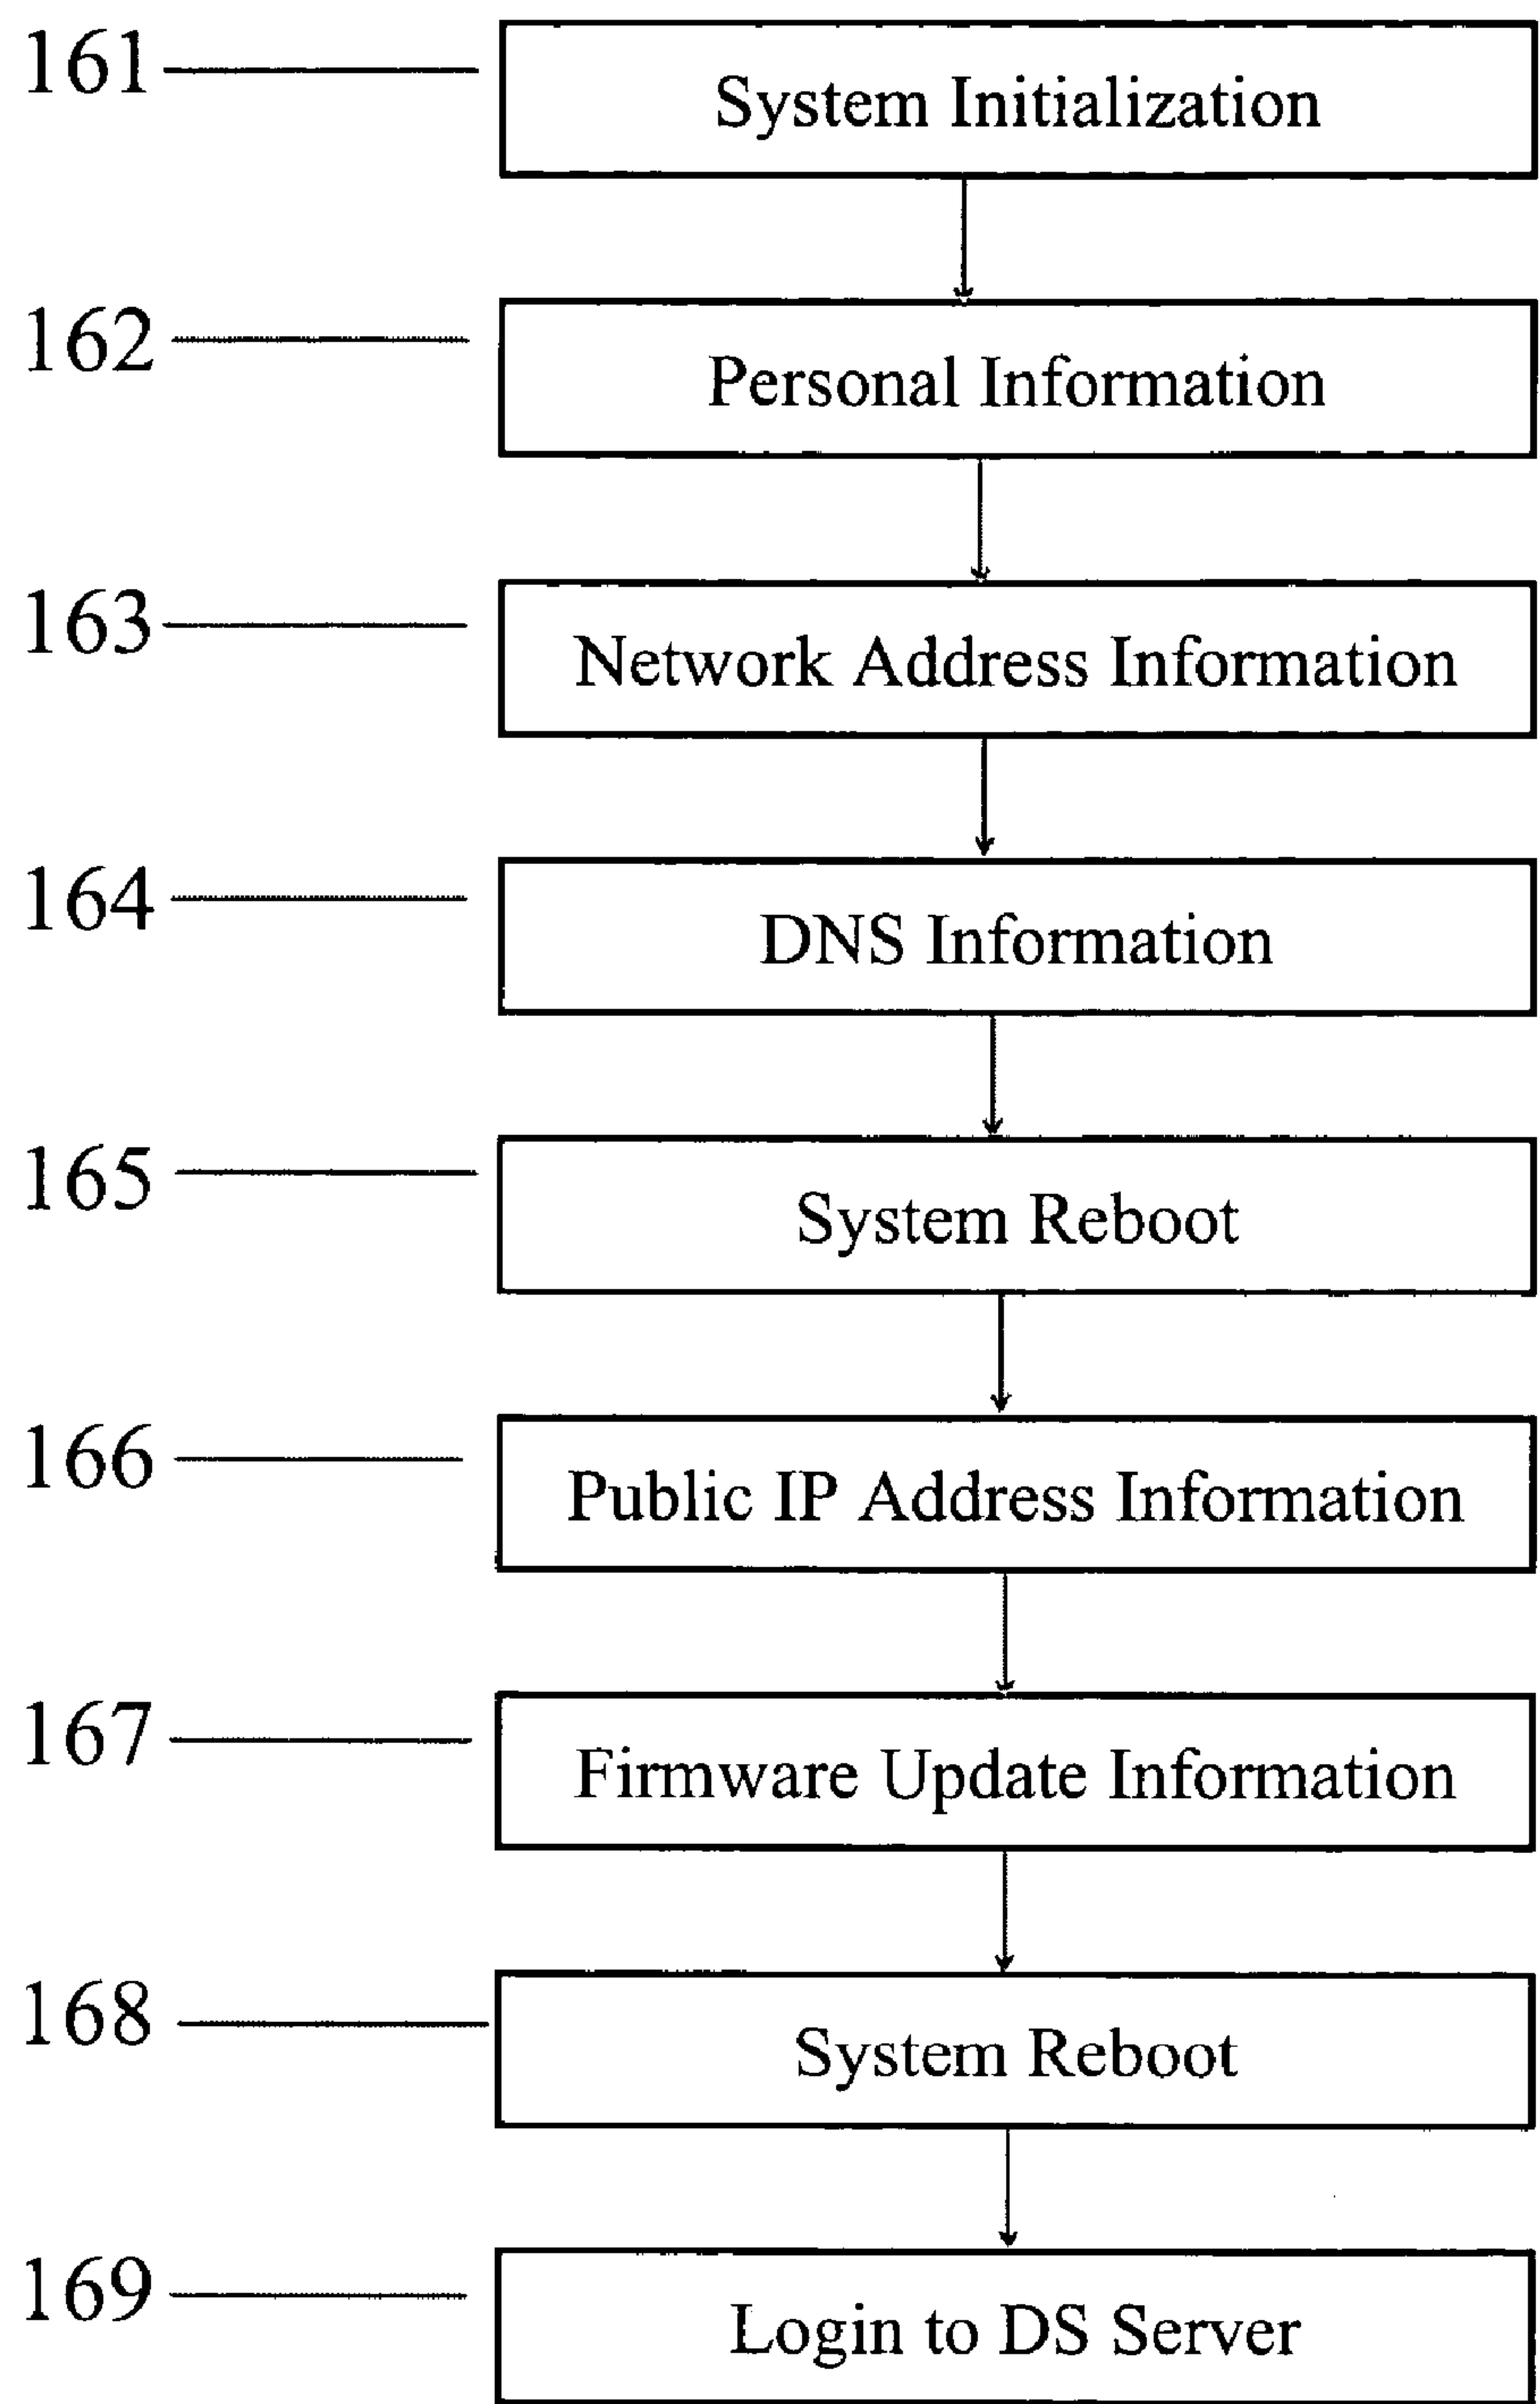 161 System Initialization
162 Personal Information
163 Network Address Information
164 DNS Information
165 System Reboot
166 Public IP Address Information
167 Firmware Update Information
168 System Reboot
169 Login to DS Server